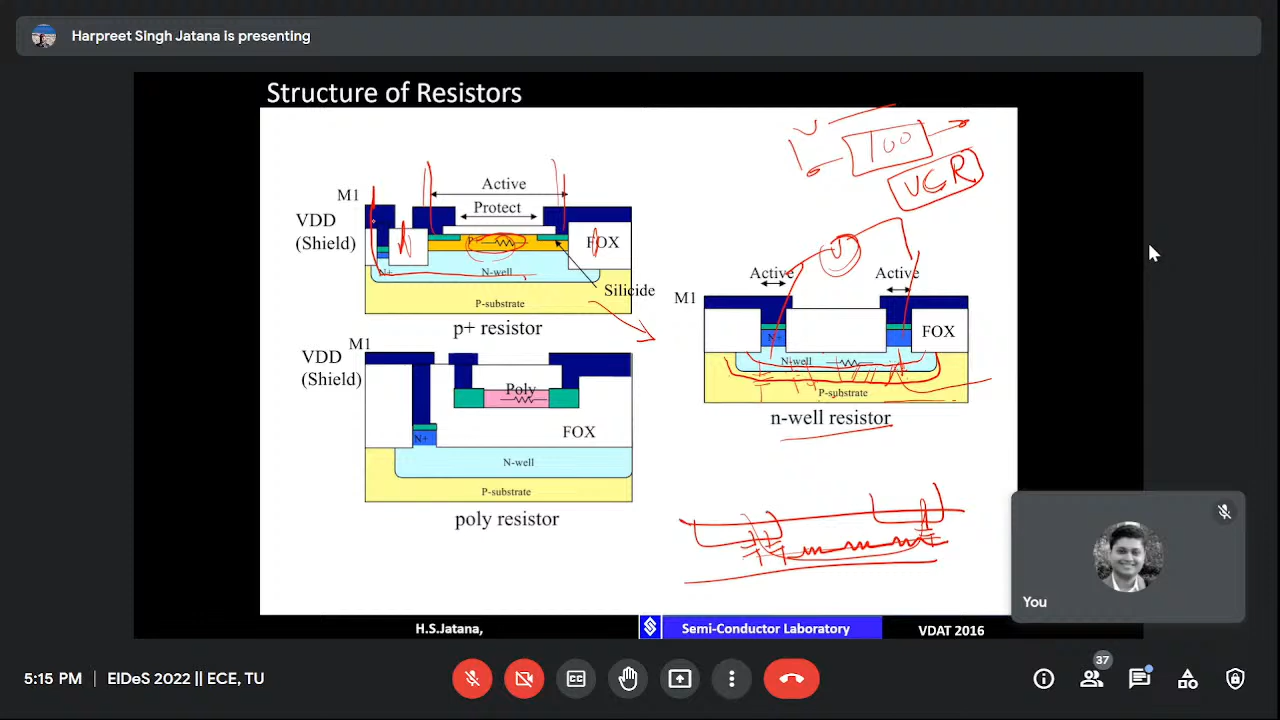 Harpreet Singh Jatana is presenting
Structure of Resistors
M1
VDD
(Shield)
Active
Protect
P+
FOX
N+
N-well
Silicide
P-substrate
p+ resistor
M1
VDD
(Shield)
Poly
FOX
N+
N-well
P-substrate
poly resistor
V
100
VCR
V
Active
Active
M1
N+
FOX
N-well
P-substrate
n-well resistor
H.S.Jatana,
Semi-Conductor Laboratory
VDAT 2016
You
5:15 PM | EIDeS 2022 || ECE, TU
37